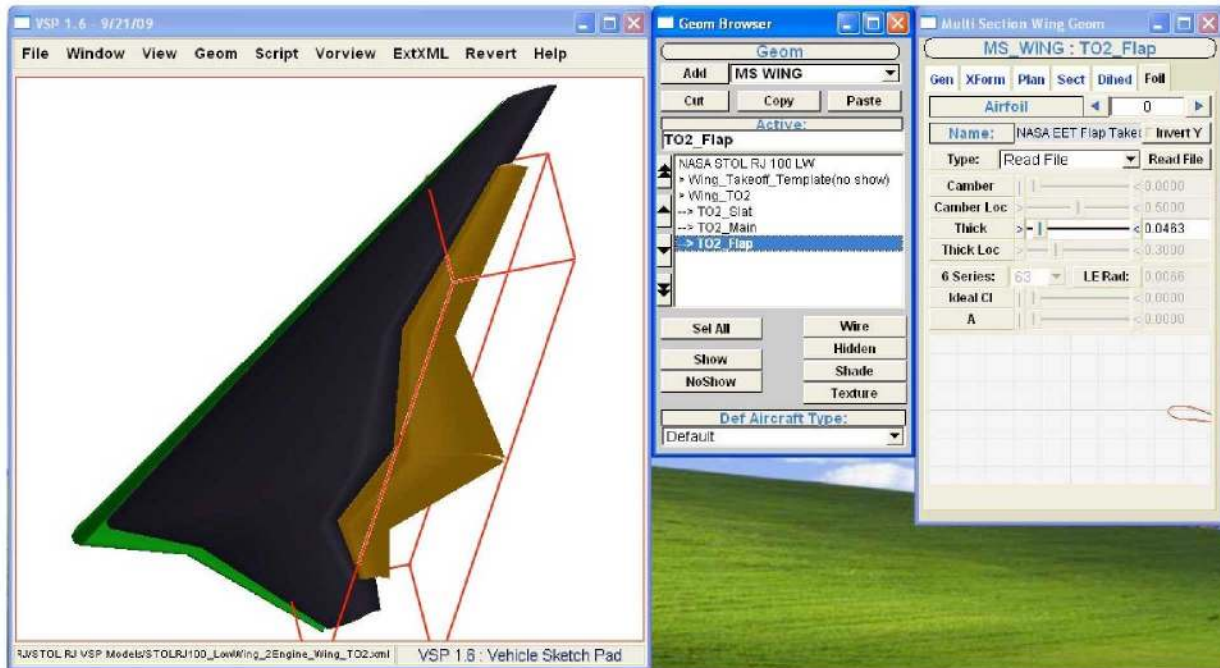 VSP 1.6 - 9/21/09
File Window View Geom Script Vorview ExtXML Revert Help
RJ/STOL RJ VSP Models/STOLRJ100_LowWing_2Engine_Wing_TO2.xml
VSP 1.6 : Vehicle Sketch Pad
Geom Browser
Geom
Add MS WING
Cut Copy Paste
Active:
TO2_Flap
NASA STOL RJ 100 LW
> Wing_Takeoff_Template(no show)
> Wing_TO2
--> TO2_Slat
--> TO2_Main
--> TO2_Flap
Sel All Wire
Hidden
Show Shade
NoShow
Texture
Def Aircraft Type:
Default
Multi Section Wing Geom
MS_WING : TO2_Flap
Gen XForm Plan Sect Dihed Foil
Airfoil 0
Name: NASA EET Flap Takeo Invert Y
Type: Read File Read File
Camber > < 0.0000
Camber Loc > < 0.5000
Thick > < 0.0463
Thick Loc > < 0.3000
6 Series: 63 LE Rad: 0.0066
Ideal Cl < 0.0000
A < 0.0000